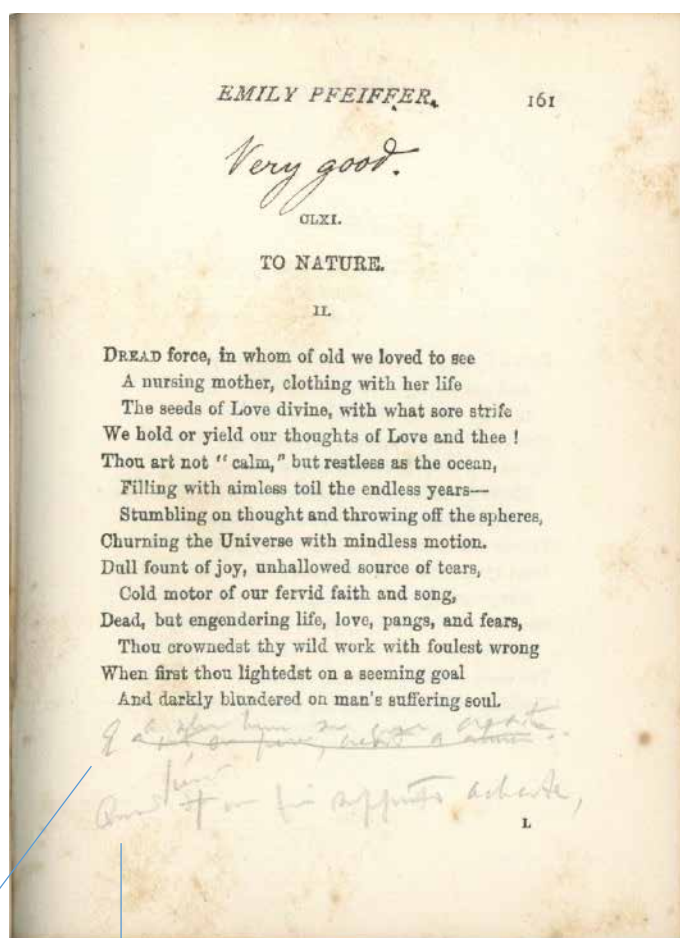 EMILY PFEIFFER. 161
Very good.
CLXI.
TO NATURE.
II.
DREAD force, in whom of old we loved to see
A nursing mother, clothing with her life
The seeds of Love divine, with what sore strife
We hold or yield our thoughts of Love and thee !
Thou art not "calm," but restless as the ocean,
Filling with aimless toil the endless years—
Stumbling on thought and throwing off the spheres,
Churning the Universe with mindless motion.
Dull fount of joy, unhallowed source of tears,
Cold motor of our fervid faith and song,
Dead, but engendering life, love, pangs, and fears,
Thou crownedst thy wild work with foulest wrong
When first thou lightedst on a seeming goal
And darkly blundered on man's suffering soul.
L